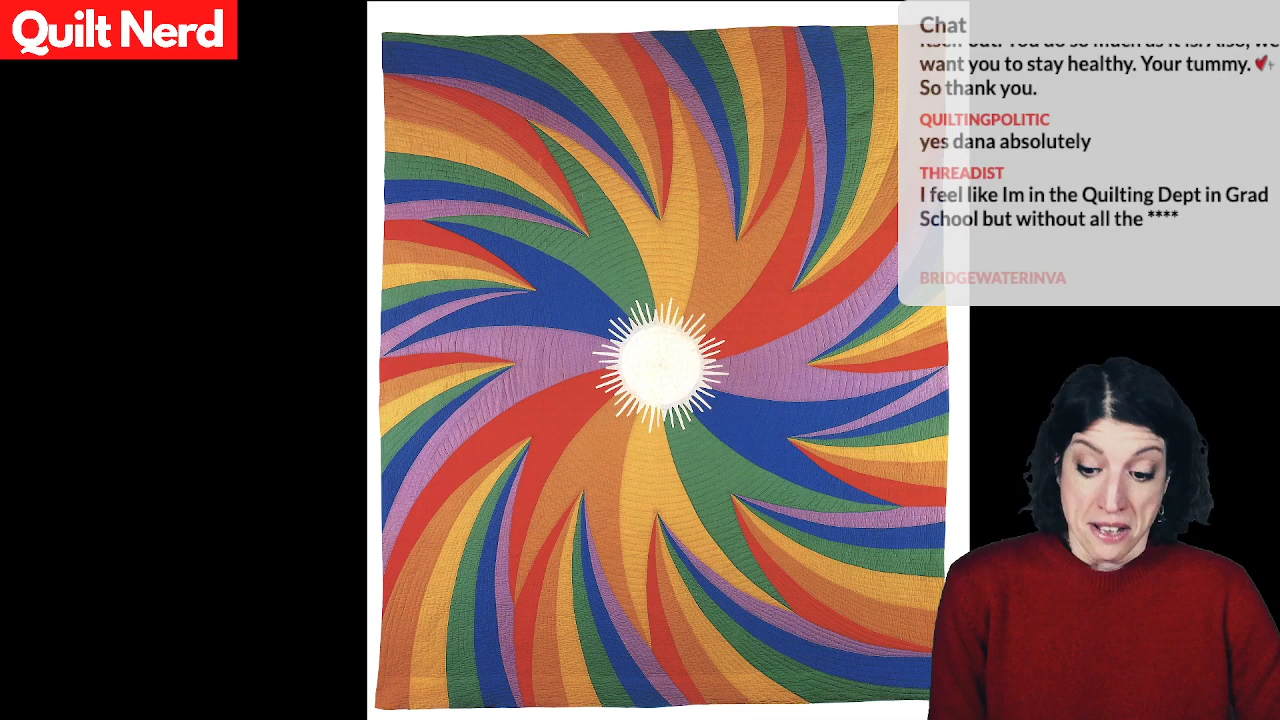 Quilt Nerd
Chat
want you to stay healthy. Your tummy.
So thank you.
QUILTINGPOLITIC
yes dana absolutely
THREADIST
I feel like Im in the Quilting Dept in Grad
School but without all the ****
BRIDGEWATERINVA